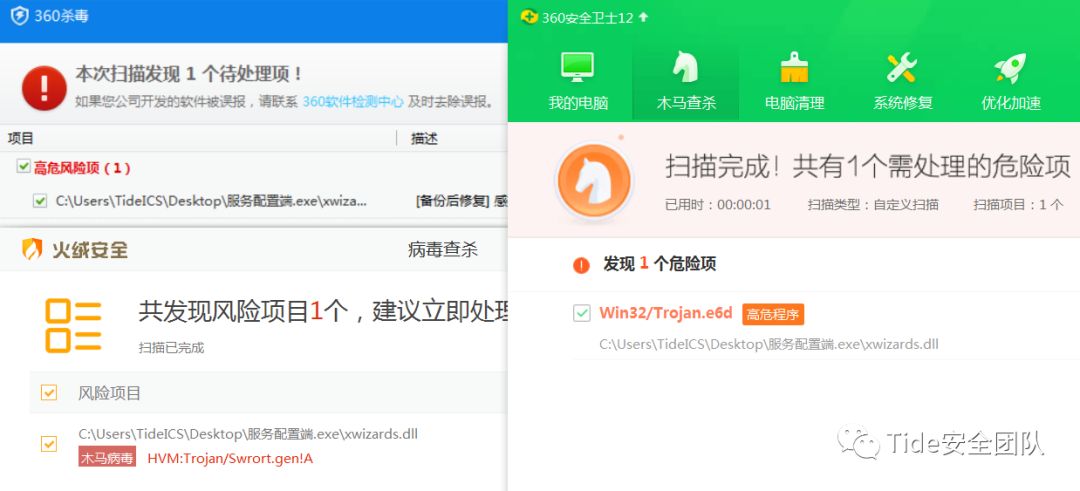 360杀毒
本次扫描发现 1 个待处理项！
如果您公司开发的软件被误报，请联系 360软件检测中心 及时去除误报。
项目 描述
高危风险项（1）
C:\Users\TideICS\Desktop\服务配置端.exe\xwiza... [备份后修复] 感
火绒安全 病毒查杀
共发现风险项目1个，建议立即处理
扫描已完成
风险项目
C:\Users\TideICS\Desktop\服务配置端.exe\xwizards.dll
木马病毒 HVM:Trojan/Swrort.gen!A
360安全卫士12
我的电脑 木马查杀 电脑清理 系统修复 优化加速
扫描完成！共有1个需处理的危险项
已用时：00:00:01 扫描类型：自定义扫描 扫描项目：1 个
发现 1 个危险项
Win32/Trojan.e6d 高危程序
C:\Users\TideICS\Desktop\服务配置端.exe\xwizards.dll
Tide安全团队